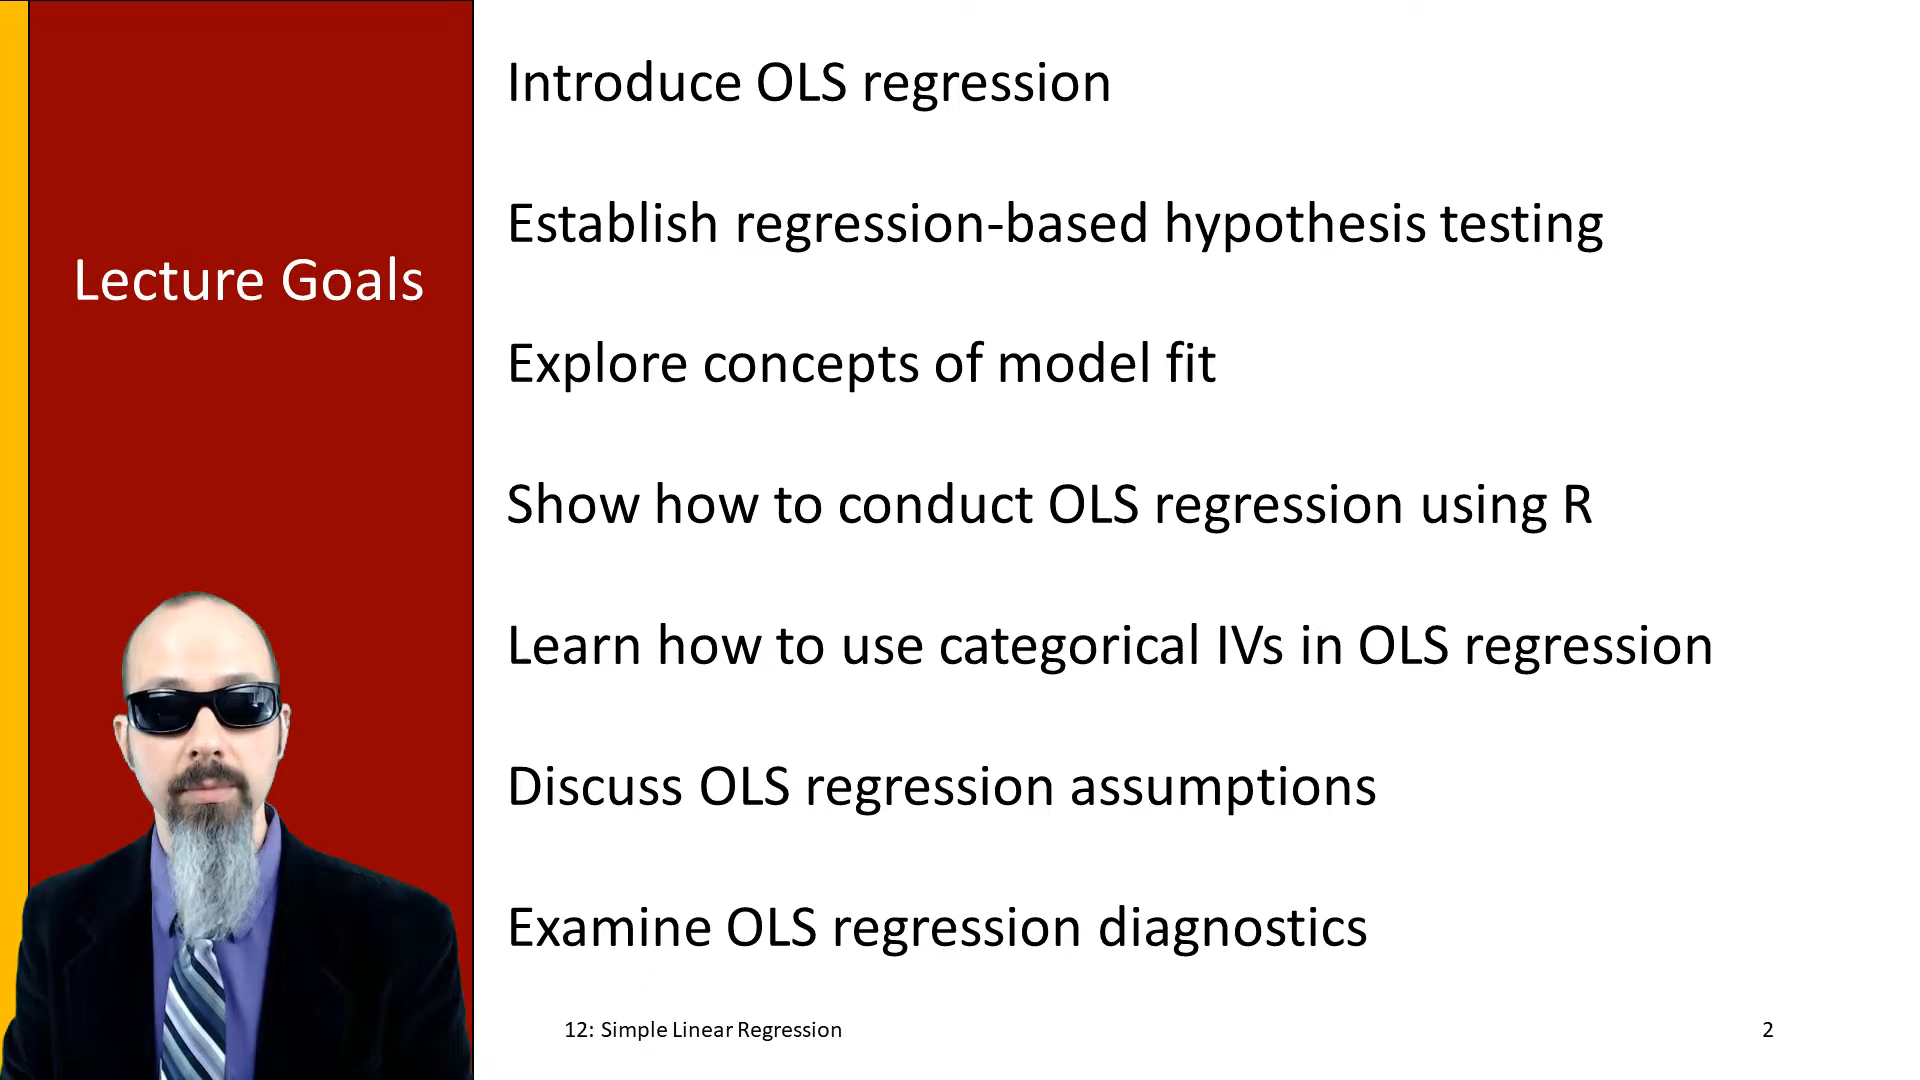 Lecture Goals
Introduce OLS regression
Establish regression-based hypothesis testing
Explore concepts of model fit
Show how to conduct OLS regression using R
Learn how to use categorical IVs in OLS regression
Discuss OLS regression assumptions
Examine OLS regression diagnostics
12: Simple Linear Regression
2